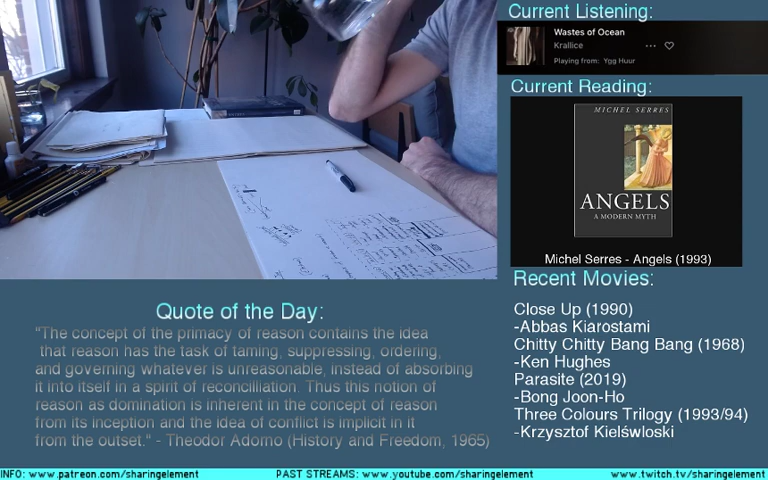 Current Listening:
Wastes of Ocean
Krallice
Playing from: Ygg Huur
Current Reading:
MICHEL SERRES
ANGELS
A MODERN MYTH
Michel Serres - Angels (1993)
Recent Movies:
Close Up (1990)
-Abbas Kiarostami
Chitty Chitty Bang Bang (1968)
-Ken Hughes
Parasite (2019)
-Bong Joon-Ho
Three Colours Trilogy (1993/94)
-Krzysztof Kielśwloski
Quote of the Day:
"The concept of the primacy of reason contains the idea
that reason has the task of taming, suppressing, ordering,
and governing whatever is unreasonable, instead of absorbing
it into itself in a spirit of reconcilliation. Thus this notion of
reason as domination is inherent in the concept of reason
from its inception and the idea of conflict is implicit in it
from the outset." - Theodor Adorno (History and Freedom, 1965)
INFO: www.patreon.com/sharingelement
PAST STREAMS: www.youtube.com/sharingelement
www.twitch.tv/sharingelement